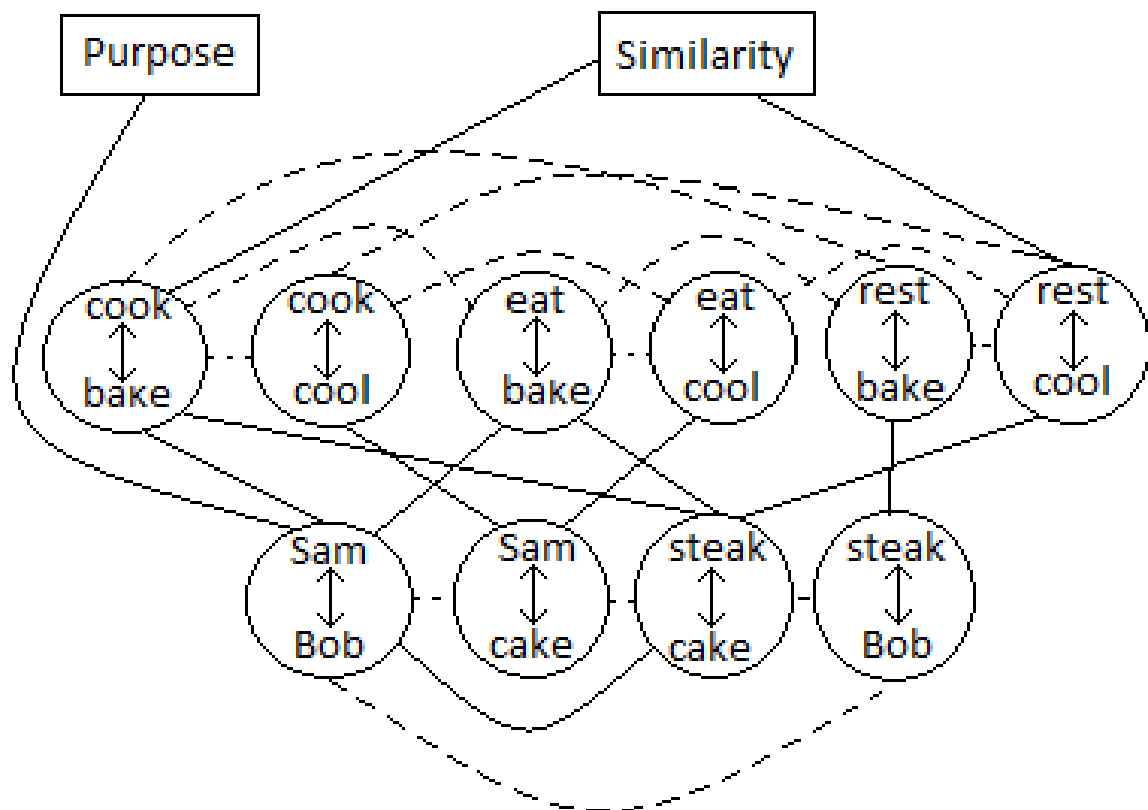 Purpose
Similarity
cook
bake
cook
cool
eat
bake
eat
cool
rest
bake
rest
cool
Sam
Bob
Sam
cake
steak
cake
steak
Bob